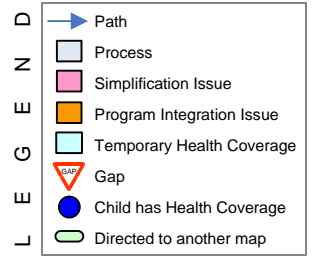 LEGEND
Path
Process
Simplification Issue
Program Integration Issue
Temporary Health Coverage
GAP Gap
Child has Health Coverage
Directed to another map